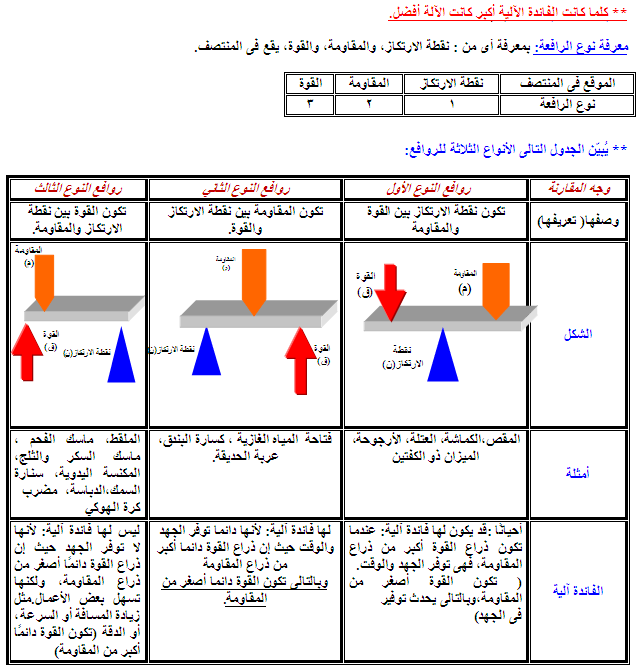 ** كلما كانت الفائدة الآلية أكبر كانت الآلة أفضل.
معرفة نوع الرافعة: بمعرفة أى من : نقطة الارتكاز، والمقاومة، والقوة، يقع فى المنتصف.
الموقع فى المنتصف نقطة الارتكاز المقاومة القوة
نوع الرافعة ١ ٢ ٣
** يُبيّن الجدول التالى الأنواع الثلاثة للروافع:
وجه المقارنة روافع النوع الأول روافع النوع الثاني روافع النوع الثالث
وصفها( تعريفها)
تكون نقطة الارتكاز بين القوة
والمقاومة
تكون المقاومة بين نقطة الارتكاز
والقوة.
تكون القوة بين نقطة
الارتكاز والمقاومة.
الشكل
المقاومة
(م)
القوة
(ق)
نقطة
الارتكاز(ن)
المقاومة
(م)
نقطة الارتكاز(ن)
القوة
(ق)
المقاومة
(م)
القوة
(ق)
نقطة الارتكاز(ن)
أمثلة
المقص،الكماشة، العتلة، الأرجوحة،
الميزان ذو الكفتين
فتاحة المياه الغازية ، كسارة البندق،
عربة الحديقة.
الملقط، ماسك الفحم ،
ماسك السكر والثلج،
المكنسة اليدوية، سنارة
السمك،الدباسة، مضرب
كرة الهوكي
الفائدة آلية
أحيانًا :قد يكون لها فائدة آلية: عندما
تكون ذراع القوة أكبر من ذراع
المقاومة، فهى توفر الجهد والوقت.
( تكون القوة أصغر من
المقاومة،وبالتالى يحدث توفير
فى الجهد)
لها فائدة آلية: لأنها دائما توفر الجهد
والوقت حيث إن ذراع القوة دائما أكبر
من ذراع المقاومة
وبالتالى تكون القوة دائما أصغر من
المقاومة.
ليس لها فائدة آلية: لأنها
لا توفر الجهد حيث إن
ذراع القوة دائمًا أصغر من
ذراع المقاومة، ولكنها
تسهل بعض الأعمال.مثل
زيادة المسافة أو السرعة،
أو الدقة (تكون القوة دائمًا
أكبر من المقاومة)